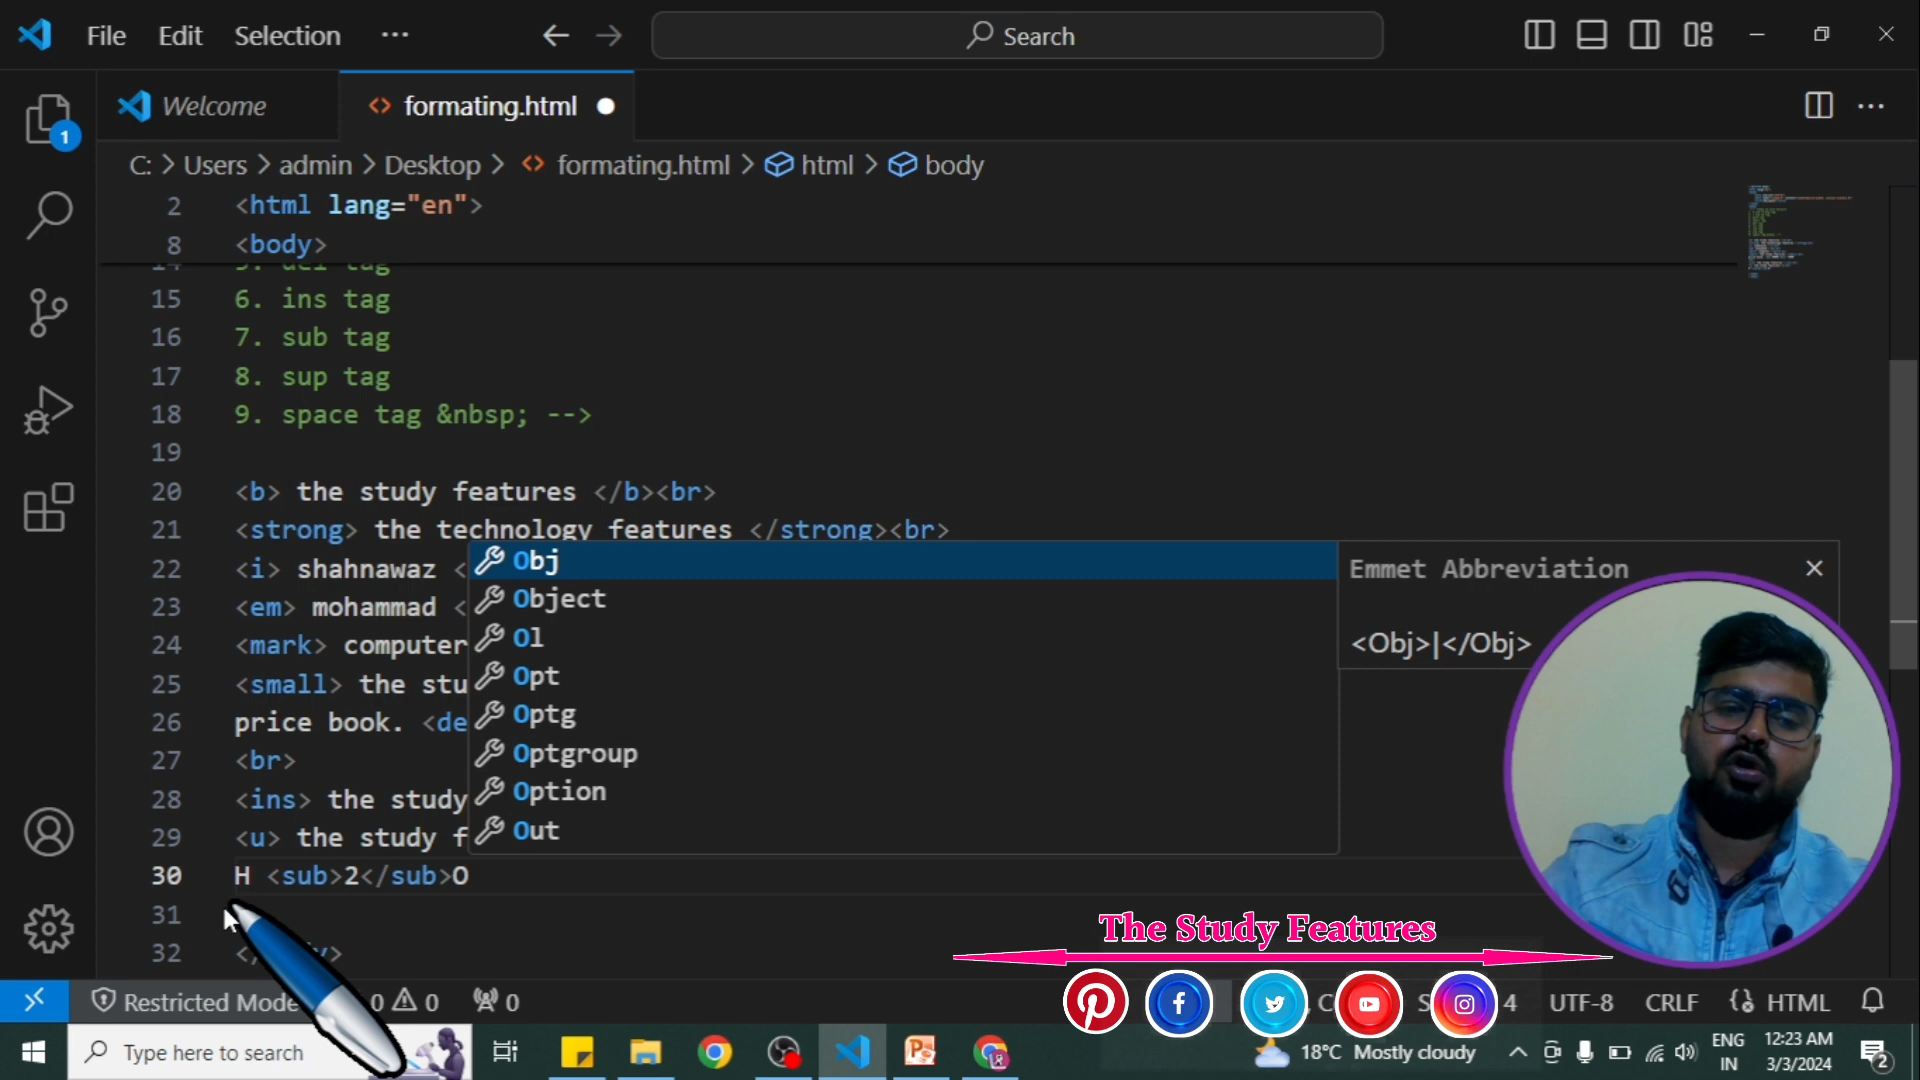 File Edit Selection ··· Search
Welcome formating.html
C: > Users > admin > Desktop > formating.html > html > body
2 <html lang="en">
8 <body>
15 6. ins tag
16 7. sub tag
17 8. sup tag
18 9. space tag &nbsp; -->
19
20 <b> the study features </b><br>
21 <strong> the technology features </strong><br>
22 <i> shahnawaz <
23 <em> mohammad <
24 <mark> computer
25 <small> the stu
26 price book. <de
27 <br>
28 <ins> the study
29 <u> the study f
30 H <sub>2</sub>O
31
32
Obj
Object
Ol
Opt
Optg
Optgroup
Option
Out
Emmet Abbreviation
<Obj>|</Obj>
The Study Features
Restricted Mode 0 0 0 4 UTF-8 CRLF HTML
Type here to search 18°C Mostly cloudy ENG 12:23 AM
IN 3/3/2024 2
1